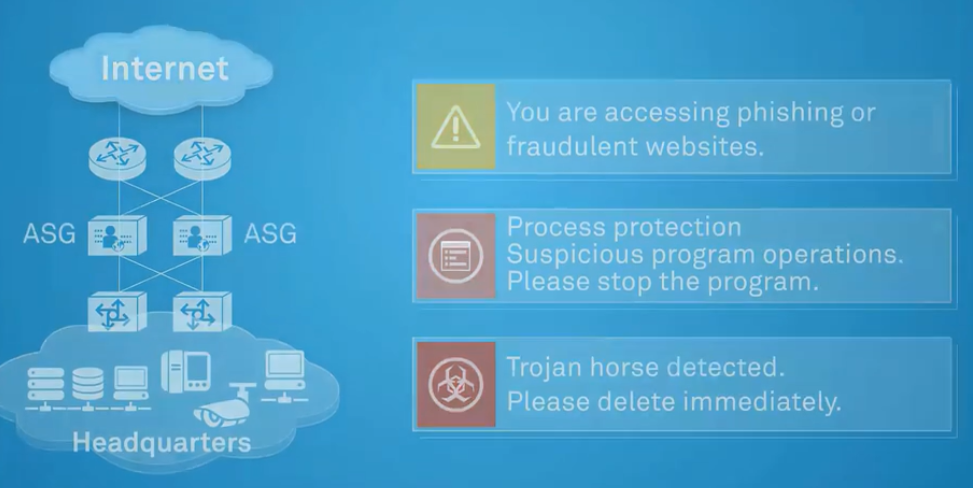 Internet
ASG
ASG
Headquarters
You are accessing phishing or
fraudulent websites.
Process protection
Suspicious program operations.
Please stop the program.
Trojan horse detected.
Please delete immediately.